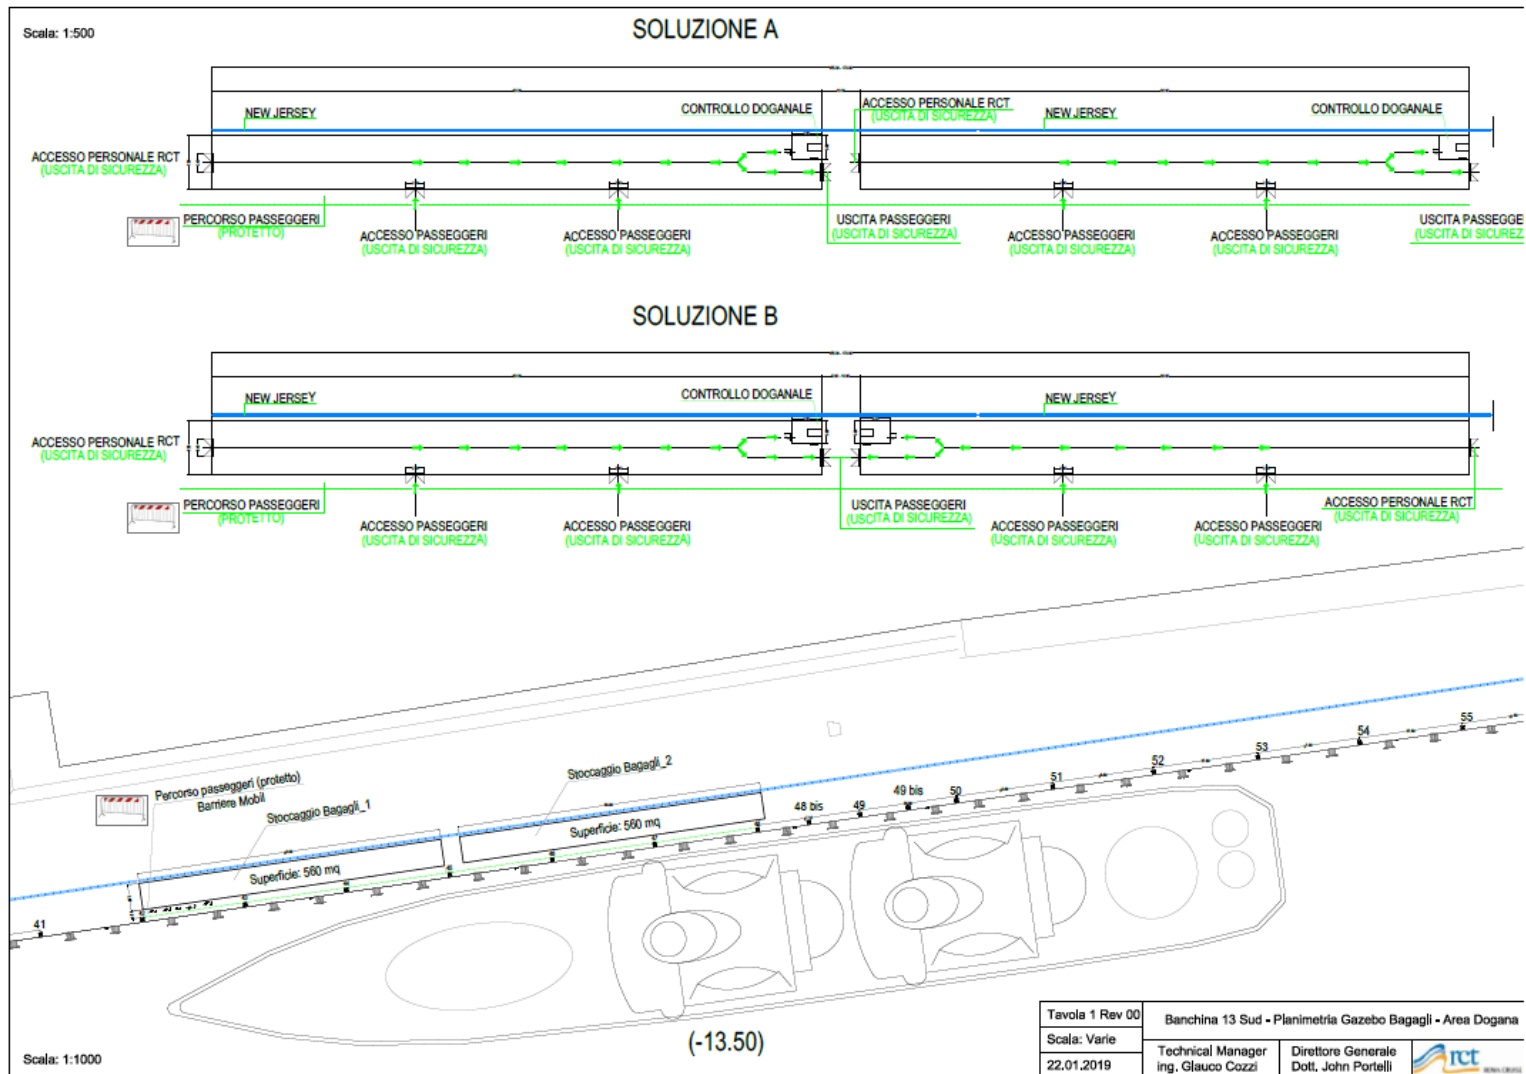 Scala: 1:500
SOLUZIONE A
NEW JERSEY
CONTROLLO DOGANALE
ACCESSO PERSONALE RCT
(USCITA DI SICUREZZA)
NEW JERSEY
CONTROLLO DOGANALE
ACCESSO PERSONALE RCT
(USCITA DI SICUREZZA)
PERCORSO PASSEGGERI
(PROTETTO)
ACCESSO PASSEGGERI
(USCITA DI SICUREZZA)
ACCESSO PASSEGGERI
(USCITA DI SICUREZZA)
USCITA PASSEGGERI
(USCITA DI SICUREZZA)
ACCESSO PASSEGGERI
(USCITA DI SICUREZZA)
ACCESSO PASSEGGERI
(USCITA DI SICUREZZA)
USCITA PASSEGGE
(USCITA DI SICUREZ
SOLUZIONE B
NEW JERSEY
CONTROLLO DOGANALE
NEW JERSEY
ACCESSO PERSONALE RCT
(USCITA DI SICUREZZA)
PERCORSO PASSEGGERI
(PROTETTO)
ACCESSO PASSEGGERI
(USCITA DI SICUREZZA)
ACCESSO PASSEGGERI
(USCITA DI SICUREZZA)
USCITA PASSEGGERI
(USCITA DI SICUREZZA)
ACCESSO PASSEGGERI
(USCITA DI SICUREZZA)
ACCESSO PASSEGGERI
(USCITA DI SICUREZZA)
ACCESSO PERSONALE RCT
(USCITA DI SICUREZZA)
Percorso passeggeri (protetto)
Barriere Mobil
Stoccaggio Bagagli_1
Stoccaggio Bagagli_2
Superficie: 560 mq
Superficie: 560 mq
41
48 bis
49
49 bis
50
51
52
53
54
55
(-13.50)
Scala: 1:1000
Tavola 1 Rev 00
Scala: Varie
22.01.2019
Banchina 13 Sud - Planimetria Gazebo Bagagli - Area Dogana
Technical Manager
ing. Glauco Cozzi
Direttore Generale
Dott. John Portelli
rct